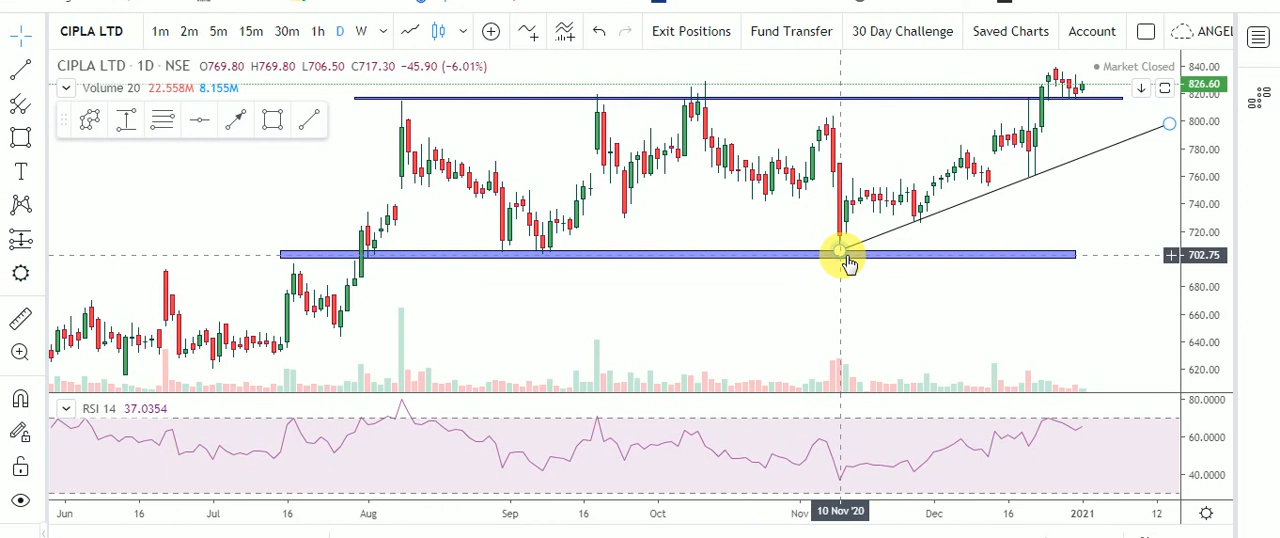 CIPLA LTD 1m 2m 5m 15m 30m 1h D W Exit Positions Fund Transfer 30 Day Challenge Saved Charts Account ANGEL
CIPLA LTD · 1D · NSE O769.80 H769.80 L706.50 C717.30 −45.90 (−6.01%)
Market Closed
Volume 20 22.558M 8.155M
840.00
826.60
820.00
800.00
780.00
760.00
740.00
720.00
702.75
680.00
660.00
640.00
620.00
RSI 14 37.0354
80.0000
60.0000
40.0000
Jun 16 Jul 16 Aug Sep 16 Oct Nov 10 Nov '20 Dec 16 2021 12